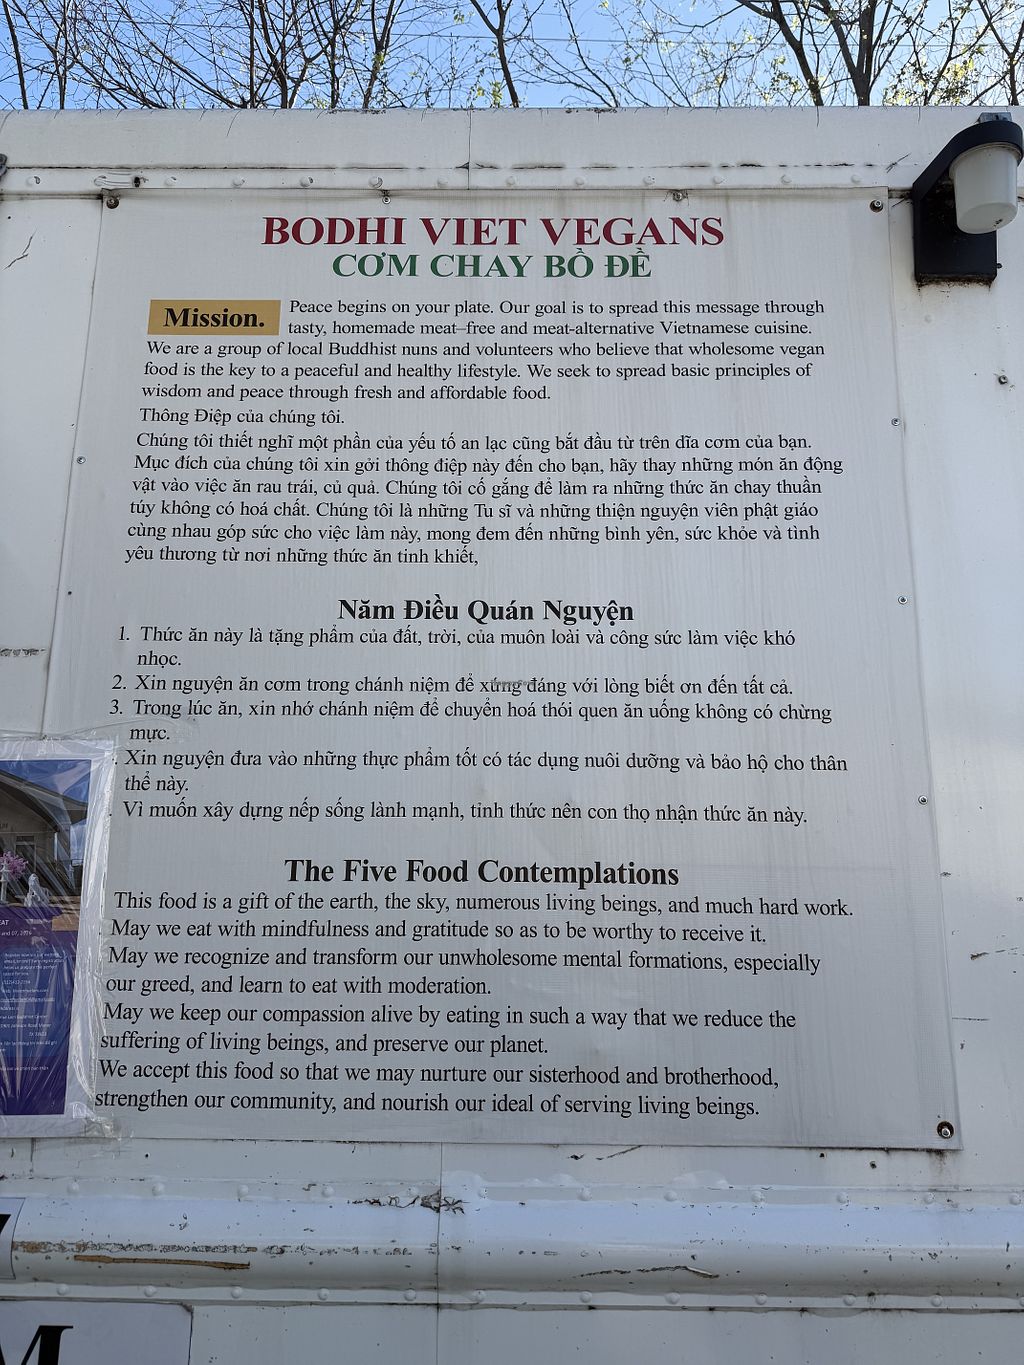 BODHI VIET VEGANS
CƠM CHAY BỒ ĐỀ
Mission. Peace begins on your plate. Our goal is to spread this message through
tasty, homemade meat–free and meat-alternative Vietnamese cuisine.
We are a group of local Buddhist nuns and volunteers who believe that wholesome vegan
food is the key to a peaceful and healthy lifestyle. We seek to spread basic principles of
wisdom and peace through fresh and affordable food.
Thông Điệp của chúng tôi.
Chúng tôi thiết nghĩ một phần của yếu tố an lạc cũng bắt đầu từ trên dĩa cơm của bạn.
Mục đích của chúng tôi xin gởi thông điệp này đến cho bạn, hãy thay những món ăn động
vật vào việc ăn rau trái, củ quả. Chúng tôi cố gắng để làm ra những thức ăn chay thuần
túy không có hoá chất. Chúng tôi là những Tu sĩ và những thiện nguyện viên phật giáo
cùng nhau góp sức cho việc làm này, mong đem đến những bình yên, sức khỏe và tình
yêu thương từ nơi những thức ăn tinh khiết,
Năm Điều Quán Nguyện
1. Thức ăn này là tặng phẩm của đất, trời, của muôn loài và công sức làm việc khó
nhọc.
2. Xin nguyện ăn cơm trong chánh niệm để xứng đáng với lòng biết ơn đến tất cả.
3. Trong lúc ăn, xin nhớ chánh niệm để chuyển hoá thói quen ăn uống không có chừng
mực.
. Xin nguyện đưa vào những thực phẩm tốt có tác dụng nuôi dưỡng và bảo hộ cho thân
thể này.
. Vì muốn xây dựng nếp sống lành mạnh, tỉnh thức nên con thọ nhận thức ăn này.
The Five Food Contemplations
This food is a gift of the earth, the sky, numerous living beings, and much hard work.
May we eat with mindfulness and gratitude so as to be worthy to receive it.
May we recognize and transform our unwholesome mental formations, especially
our greed, and learn to eat with moderation.
May we keep our compassion alive by eating in such a way that we reduce the
suffering of living beings, and preserve our planet.
We accept this food so that we may nurture our sisterhood and brotherhood,
strengthen our community, and nourish our ideal of serving living beings.
M